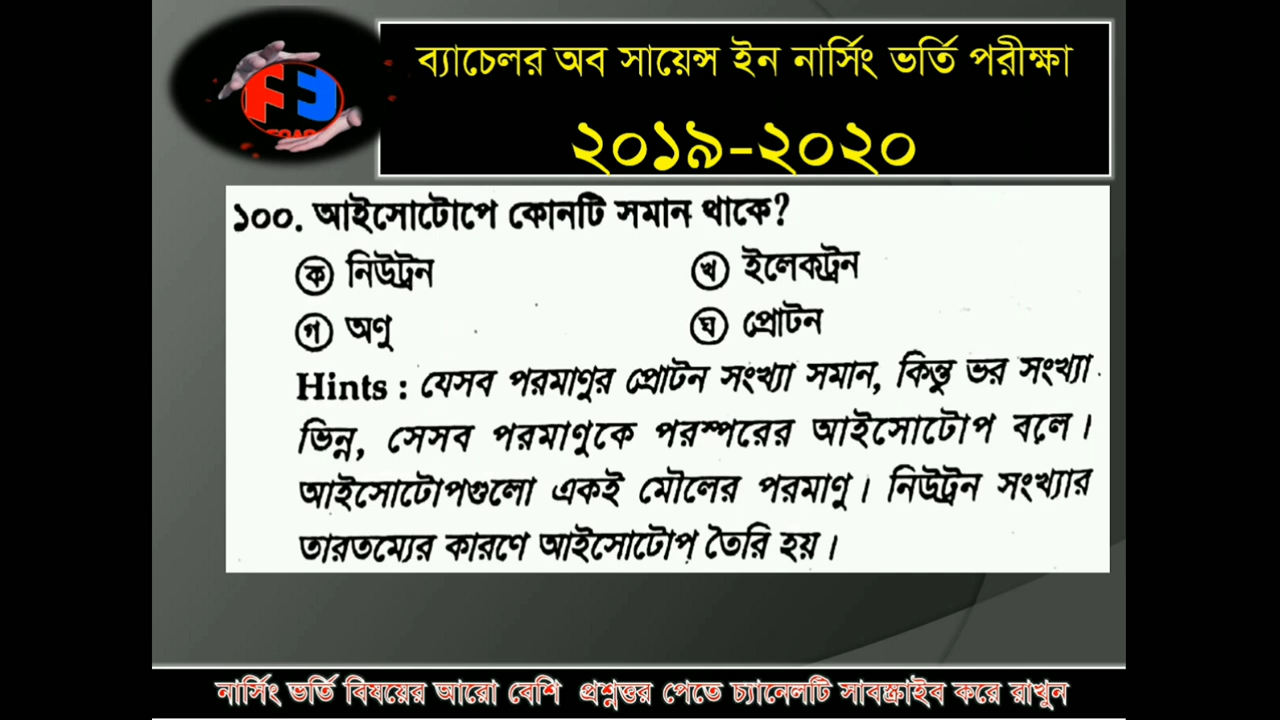 ব্যাচেলর অব সায়েন্স ইন নার্সিং ভর্তি পরীক্ষা
২০১৯-২০২০
১০০. আইসোটোপে কোনটি সমান থাকে?
ক নিউট্রন খ ইলেকট্রন
গ অণু ঘ প্রোটন
Hints : যেসব পরমাণুর প্রোটন সংখ্যা সমান, কিন্তু ভর সংখ্যা
ভিন্ন, সেসব পরমাণুকে পরস্পরের আইসোটোপ বলে।
আইসোটোপগুলো একই মৌলের পরমাণু। নিউট্রন সংখ্যার
তারতম্যের কারণে আইসোটোপ তৈরি হয়।
নার্সিং ভর্তি বিষয়ের আরো বেশি প্রশ্নত্তর পেতে চ্যানেলটি সাবস্ক্রাইব করে রাখুন